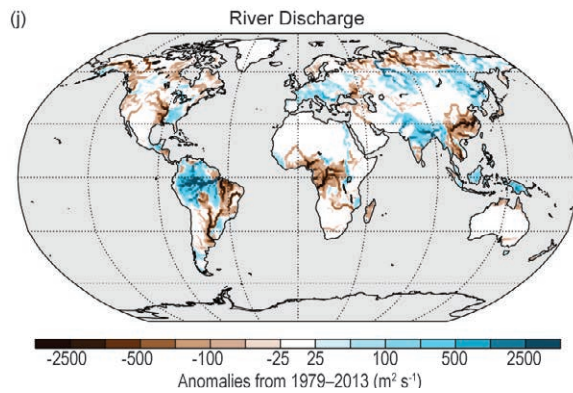 (j)
River Discharge
-2500 -500 -100 -25 25 100 500 2500
Anomalies from 1979–2013 (m² s⁻¹)